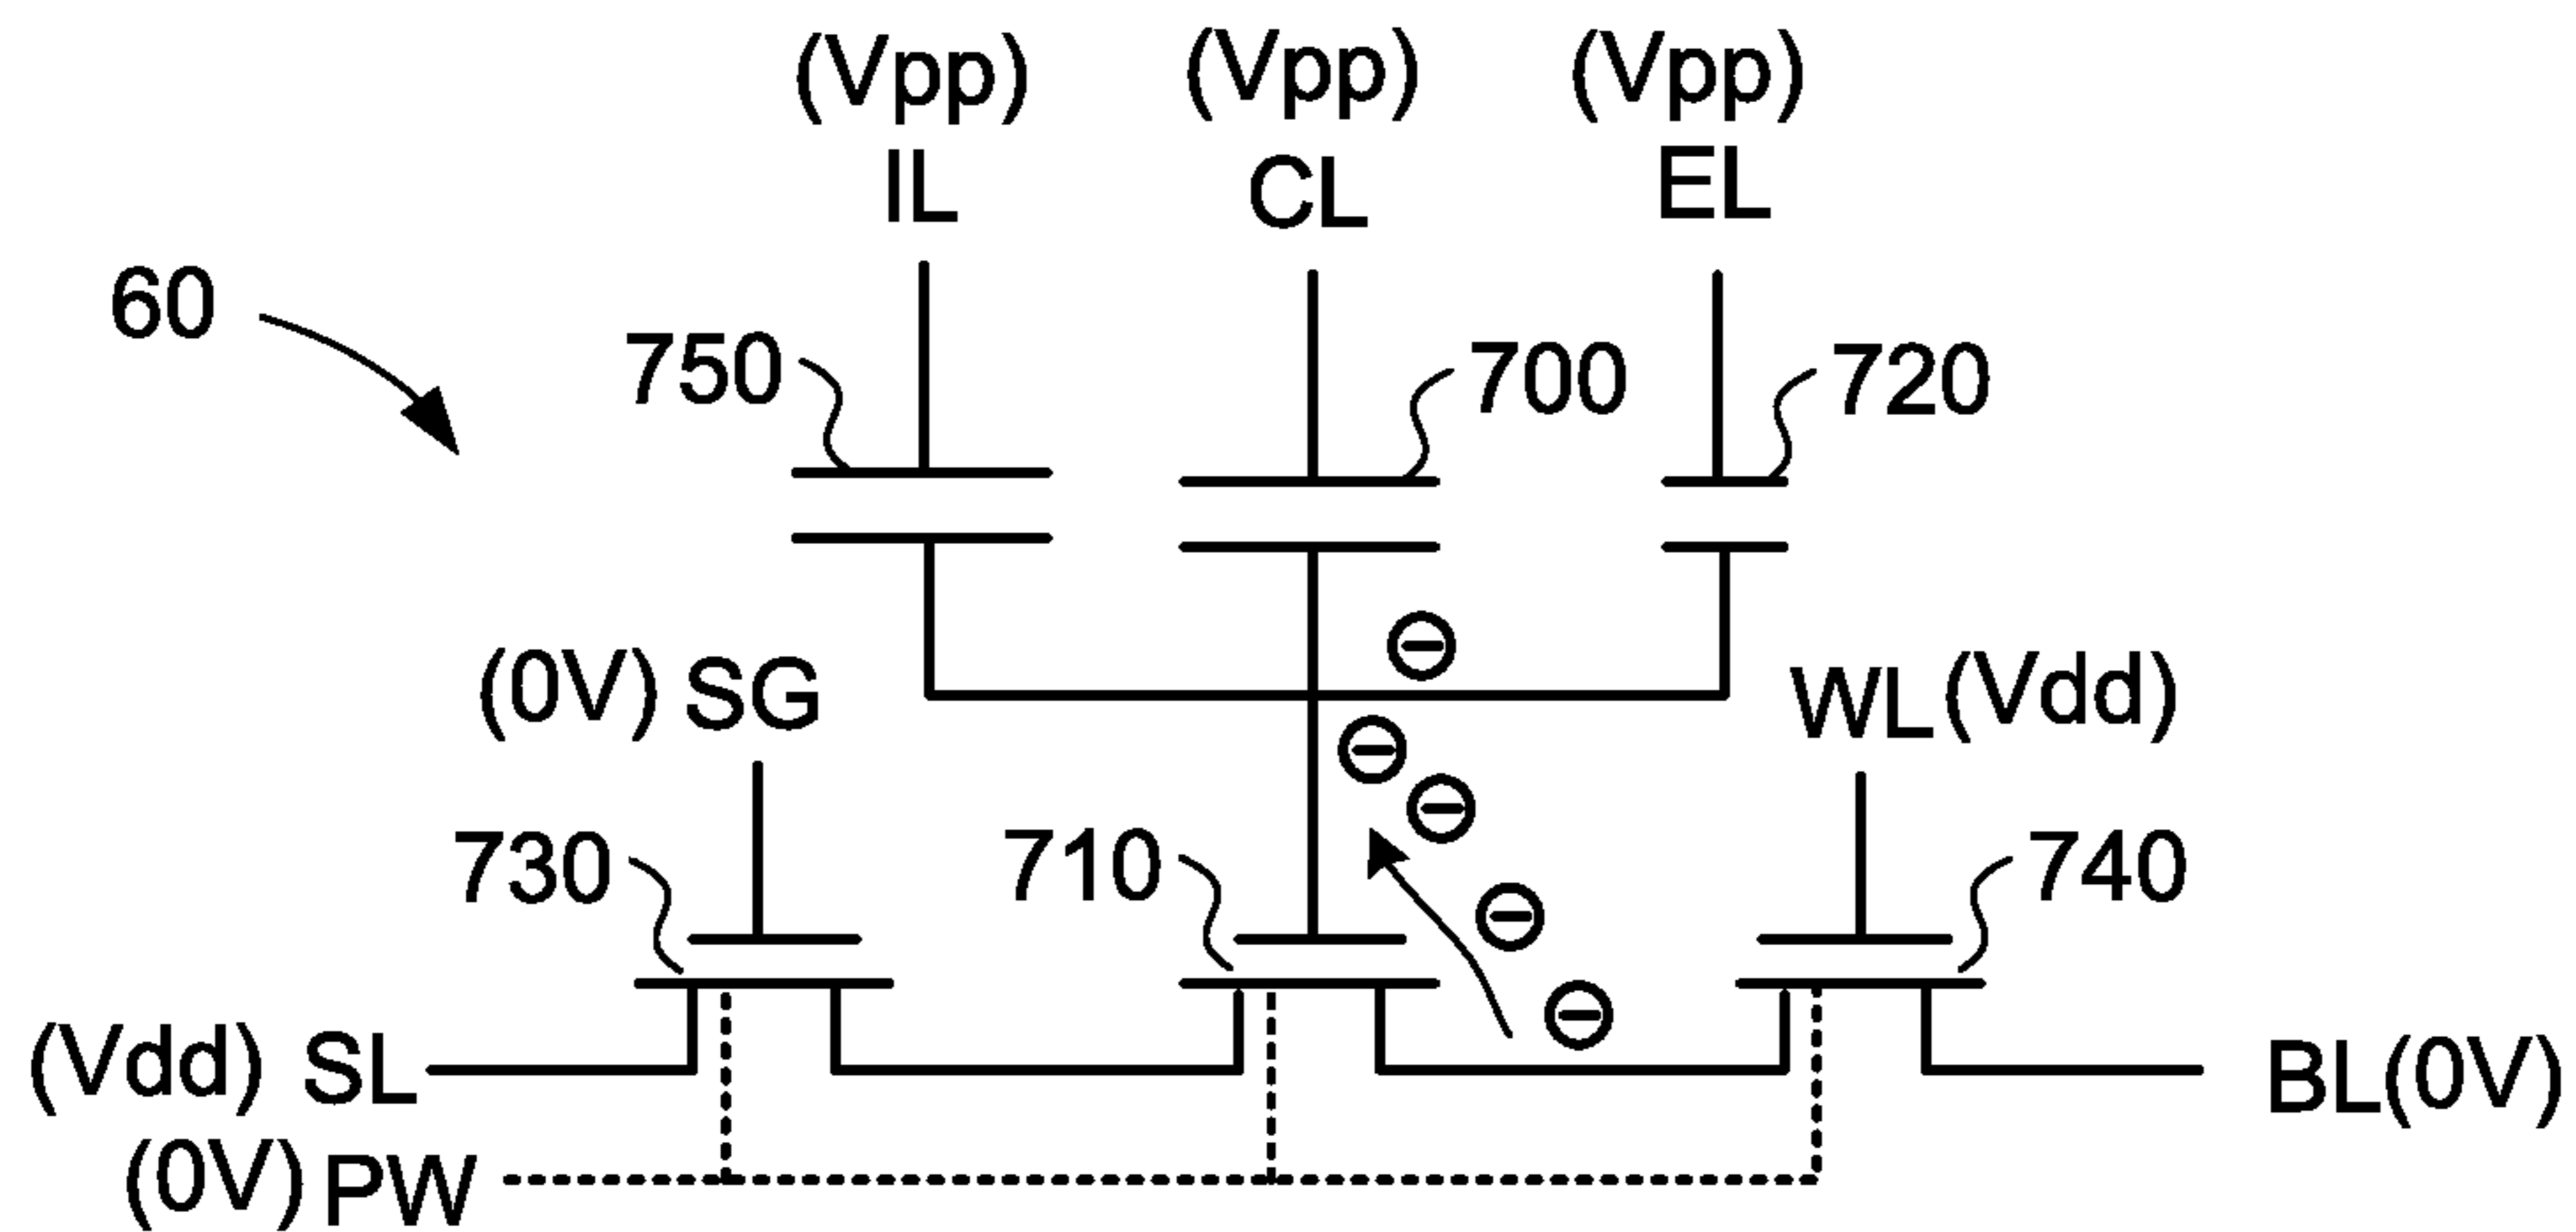 (Vpp) (Vpp) (Vpp)
IL CL EL
60
750 700 720
(0V) SG WL (Vdd)
730 710 740
(Vdd) SL BL(0V)
(0V) PW